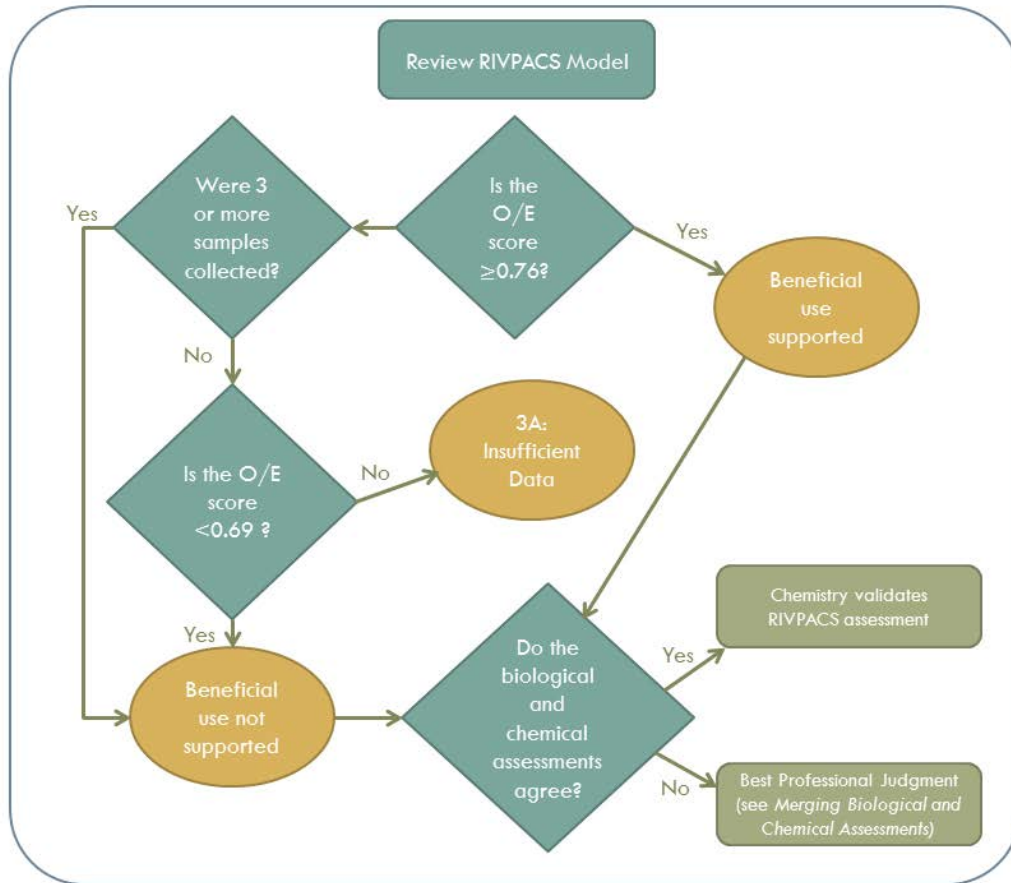 Review RIVPACS Model
Were 3
or more
samples
collected?
Is the
O/E
score
≥0.76?
Yes
Yes
Beneficial
use
supported
No
3A:
Insufficient
Data
Is the O/E
score
<0.69 ?
No
Chemistry validates
RIVPACS assessment
Yes
Do the
biological
and
chemical
assessments
agree?
Yes
Beneficial
use not
supported
No
Best Professional Judgment
(see Merging Biological and
Chemical Assessments)